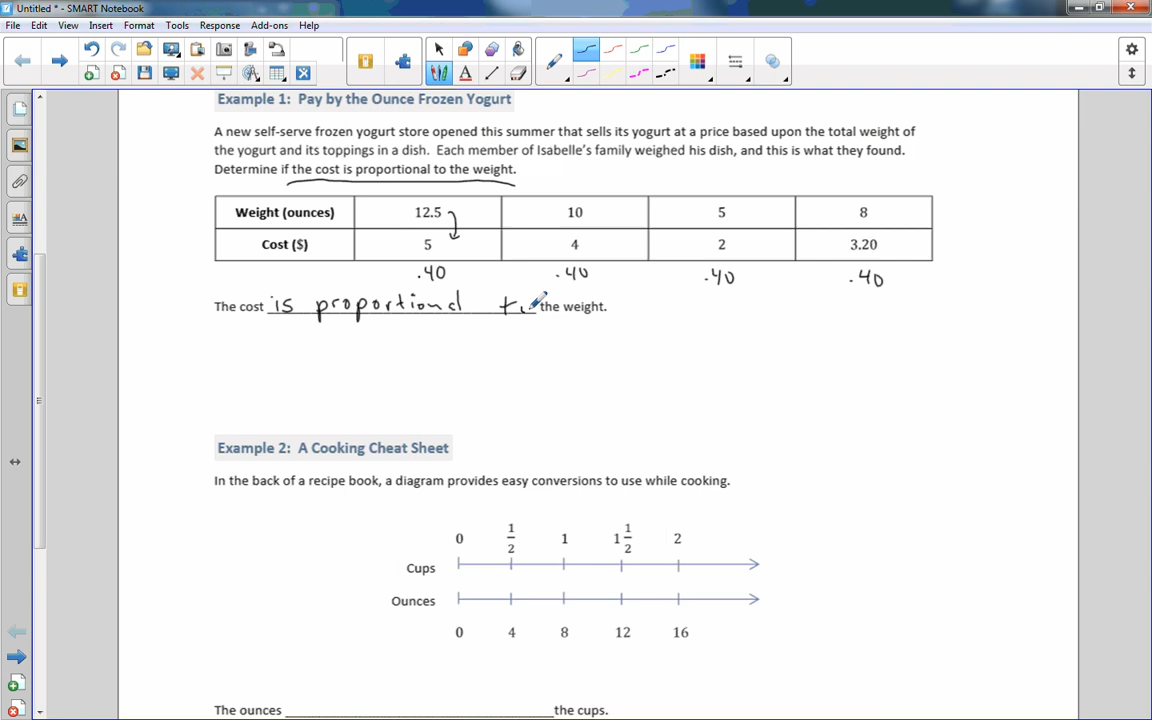 Untitled * - SMART Notebook
File Edit View Insert Format Tools Response Add-ons Help
Example 1: Pay by the Ounce Frozen Yogurt
A new self-serve frozen yogurt store opened this summer that sells its yogurt at a price based upon the total weight of
the yogurt and its toppings in a dish. Each member of Isabelle's family weighed his dish, and this is what they found.
Determine if the cost is proportional to the weight.
Weight (ounces) 12.5 10 5 8
Cost ($) 5 4 2 3.20
.40 .40 .40 .40
The cost is proportional the weight.
Example 2: A Cooking Cheat Sheet
In the back of a recipe book, a diagram provides easy conversions to use while cooking.
0 1/2 1 1 1/2 2
Cups
Ounces
0 4 8 12 16
The ounces ____________________ the cups.